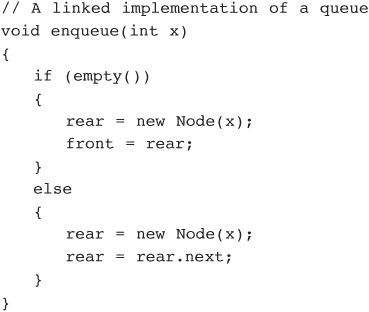 // A linked implementation of a queue
void enqueue(int x)
{
    if (empty())
    {
        rear = new Node(x);
        front = rear;
    }
    else
    {
        rear = new Node(x);
        rear = rear.next;
    }
}